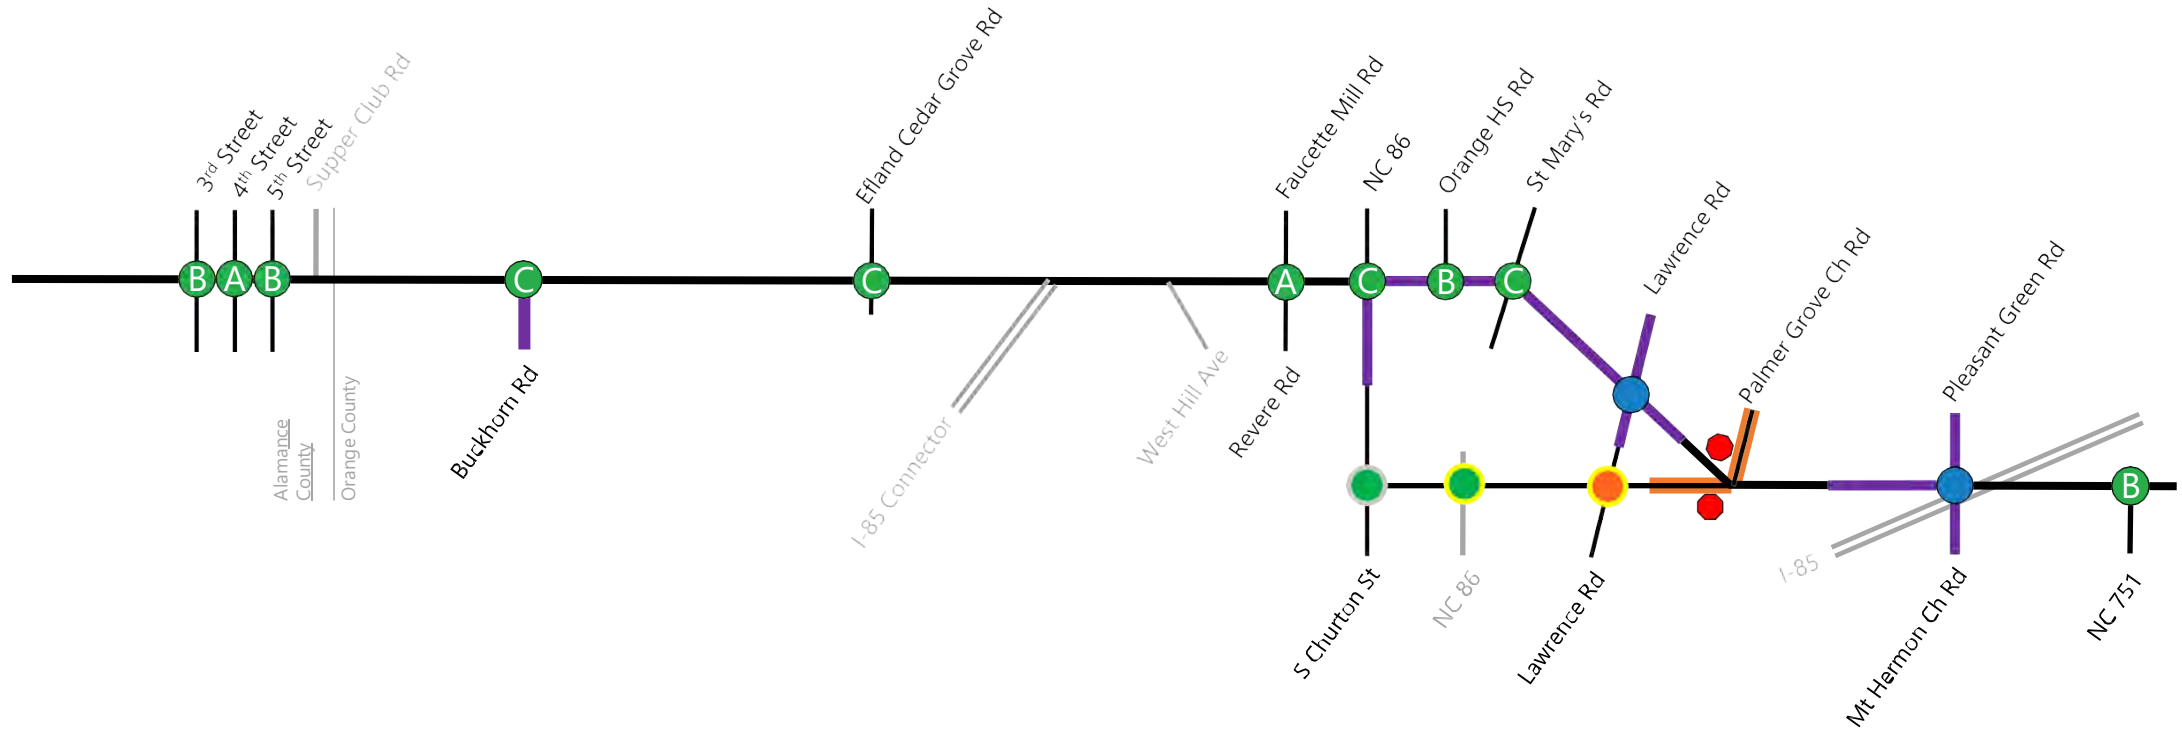 3rd Street
4th Street
5th Street
Supper Club Rd
Efland Cedar Grove Rd
Faucette Mill Rd
NC 86
Orange HS Rd
St Mary's Rd
Lawrence Rd
Palmer Grove Ch Rd
Pleasant Green Rd
B
A
B
C
C
A
C
B
C
B
Alamance
County
Orange County
Buckhorn Rd
I-85 Connector
West Hill Ave
Revere Rd
S Churton St
NC 86
Lawrence Rd
I-85
Mt Hermon Ch Rd
NC 751